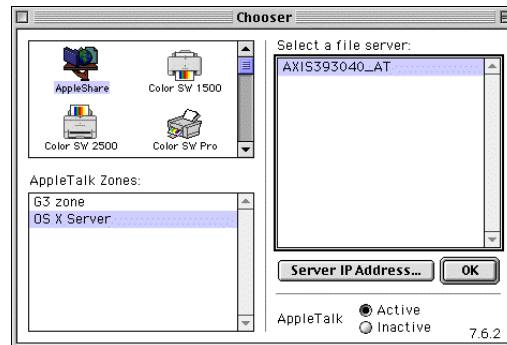 Chooser
AppleShare
Color SW 1500
Color SW 2500
Color SW Pro
AppleTalk Zones:
G3 zone
OS X Server
Select a file server:
AXIS393040_AT
Server IP Address...
OK
AppleTalk
Active
Inactive
7.6.2